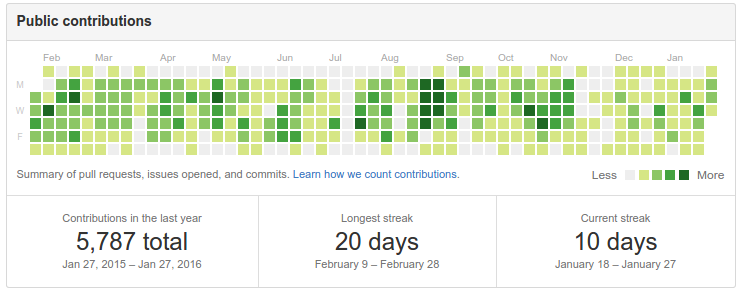 Public contributions
Feb Mar Apr May Jun Jul Aug Sep Oct Nov Dec Jan
M
W
F
Summary of pull requests, issues opened, and commits. Learn how we count contributions.
Less More
Contributions in the last year
5,787 total
Jan 27, 2015 – Jan 27, 2016
Longest streak
20 days
February 9 – February 28
Current streak
10 days
January 18 – January 27